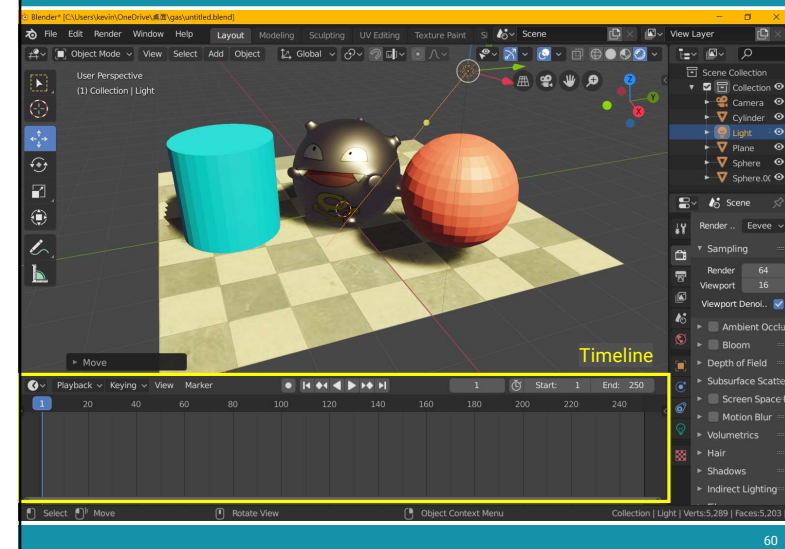 Blender* [C:\Users\kevin\OneDrive\桌面\gas\untitled.blend]
File Edit Render Window Help Layout Modeling Sculpting UV Editing Texture Paint Scene View Layer
Object Mode View Select Add Object Global
User Perspective
(1) Collection | Light
Scene Collection
Collection
Camera
Cylinder
Light
Plane
Sphere
Sphere.00
Scene
Render .. Eevee
Sampling
Render 64
Viewport 16
Viewport Denoi..
Ambient Occlu
Bloom
Depth of Field
Subsurface Scatte
Screen Space
Motion Blur
Volumetrics
Hair
Shadows
Indirect Lighting
Move
Timeline
Playback Keying View Marker 1 Start: 1 End: 250
1 20 40 60 80 100 120 140 160 180 200 220 240
Select Move Rotate View Object Context Menu Collection | Light | Verts:5,289 | Faces:5,203
60